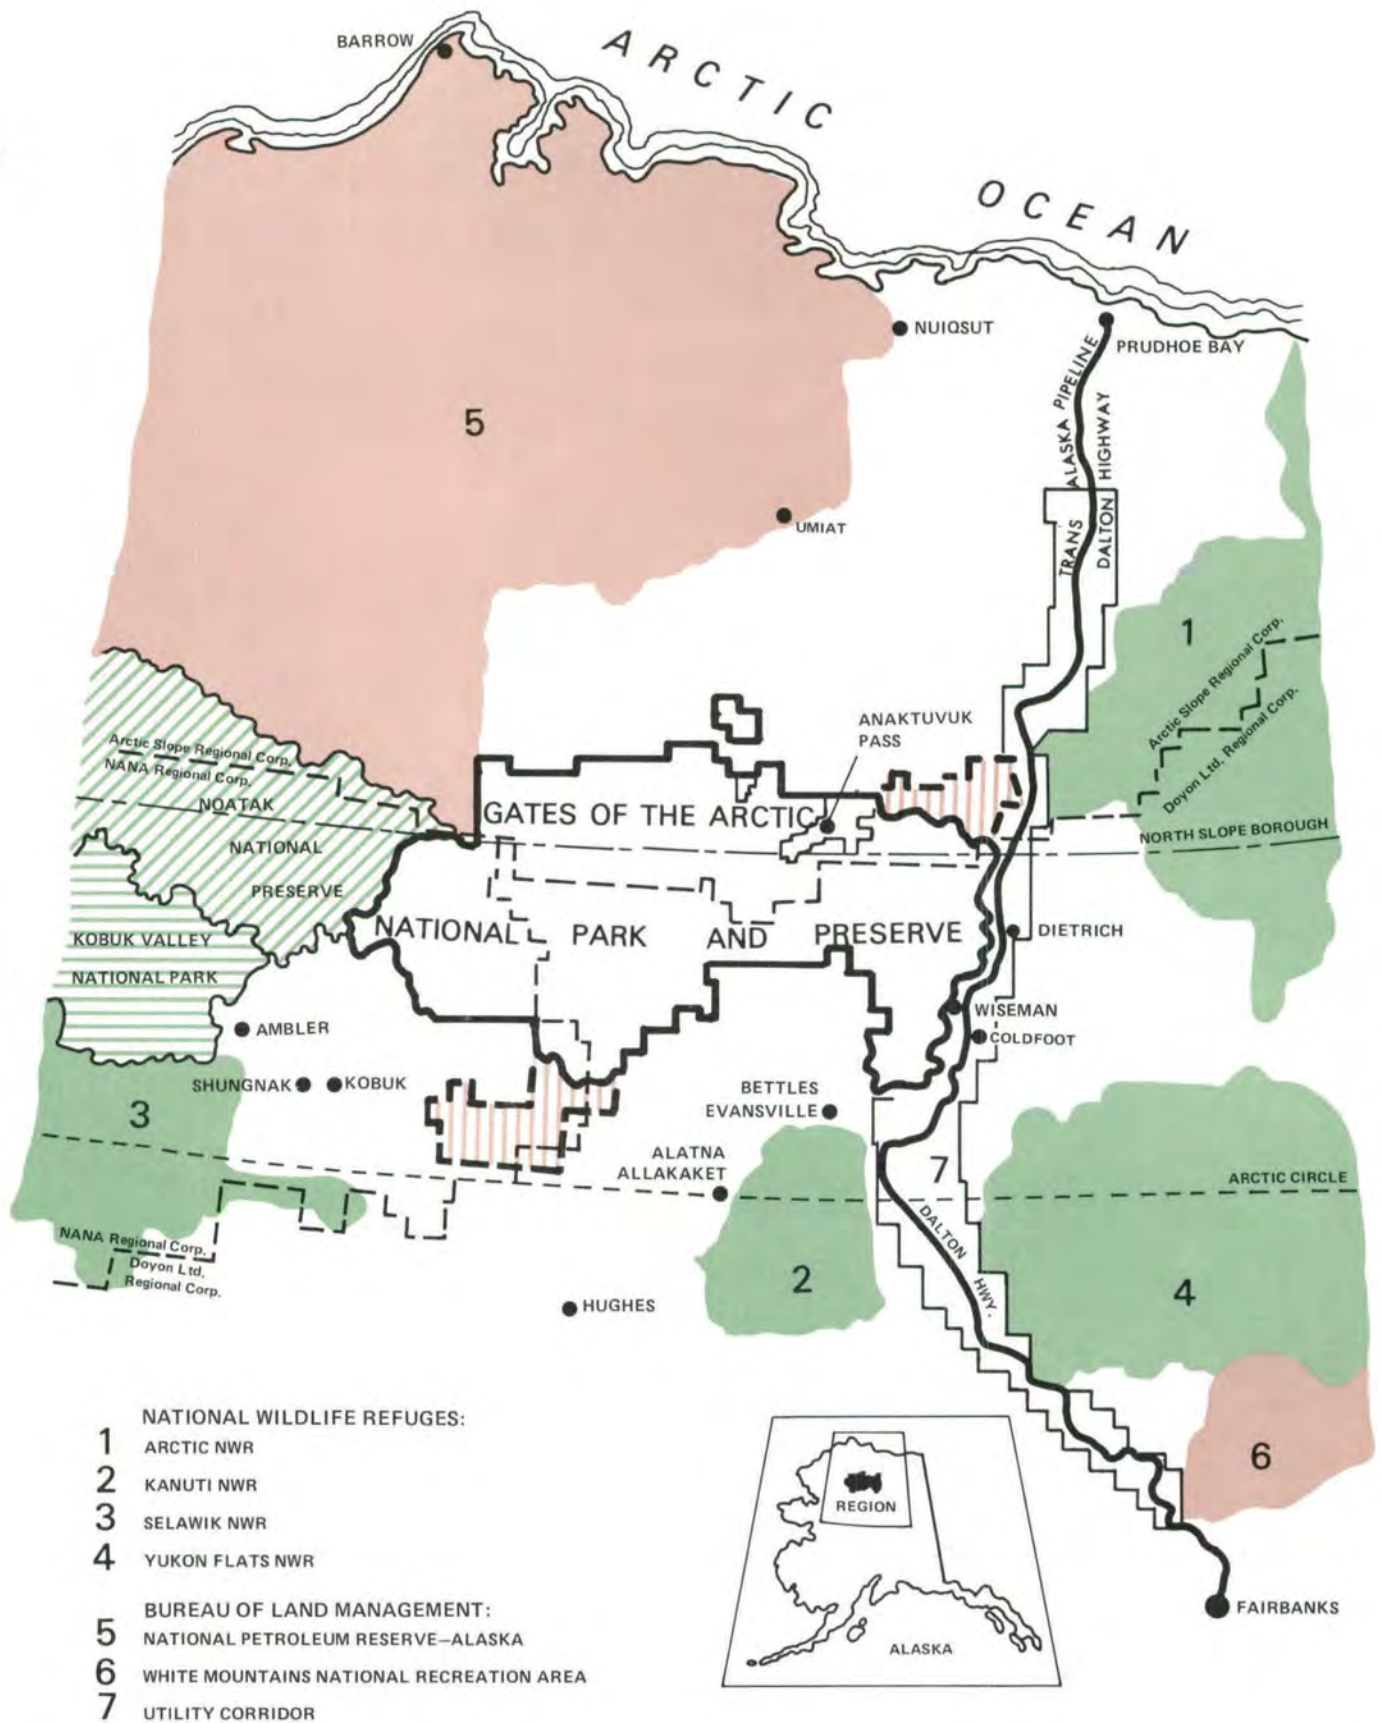 BARROW
ARCTIC
OCEAN
NUIQSUT
PRUDHOE BAY
TRANS ALASKA PIPELINE
DALTON HIGHWAY
5
UMIAT
1
Arctic Slope Regional Corp.
Doyon Ltd. Regional Corp.
ANAKTUVUK
PASS
Arctic Slope Regional Corp.
NANA Regional Corp.
NOATAK
NATIONAL
PRESERVE
GATES OF THE ARCTIC
NORTH SLOPE BOROUGH
NATIONAL PARK AND PRESERVE
DIETRICH
KOBUK VALLEY
NATIONAL PARK
WISEMAN
AMBLER
COLDFOOT
SHUNGNAK
KOBUK
BETTLES
EVANSVILLE
3
ALATNA
ALLAKAKET
7
ARCTIC CIRCLE
DALTON HWY.
NANA Regional Corp.
Doyon Ltd.
Regional Corp.
2
4
HUGHES
6
FAIRBANKS
NATIONAL WILDLIFE REFUGES:
1 ARCTIC NWR
2 KANUTI NWR
3 SELAWIK NWR
4 YUKON FLATS NWR
BUREAU OF LAND MANAGEMENT:
5 NATIONAL PETROLEUM RESERVE–ALASKA
6 WHITE MOUNTAINS NATIONAL RECREATION AREA
7 UTILITY CORRIDOR
REGION
ALASKA